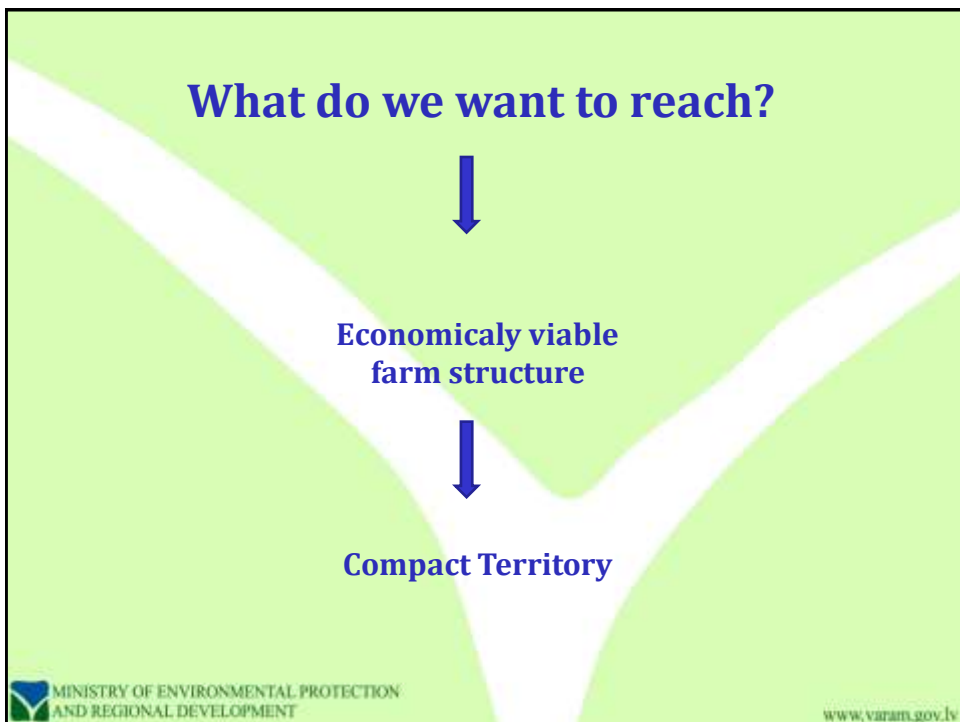 What do we want to reach?
Economicaly viable
farm structure
Compact Territory
MINISTRY OF ENVIRONMENTAL PROTECTION
AND REGIONAL DEVELOPMENT
www.varam.gov.lv